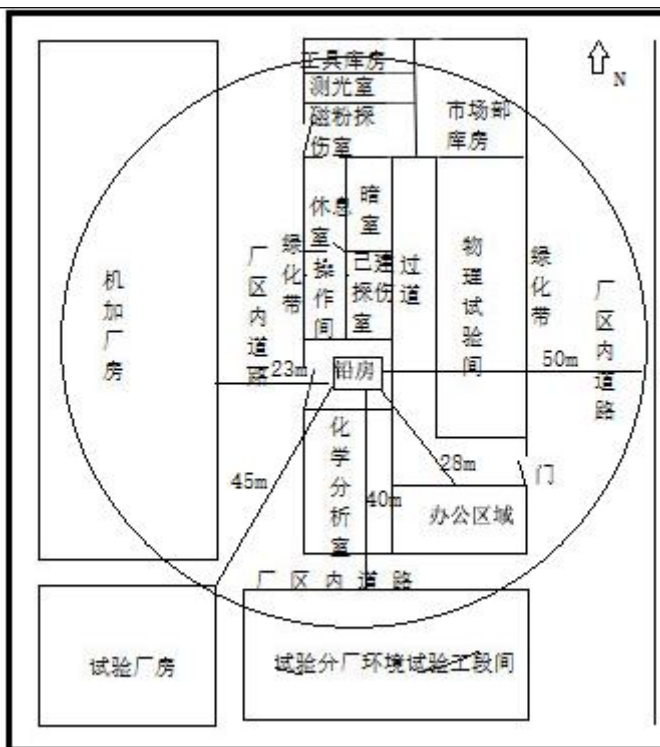 工具库房
测光室
磁粉探
伤室
市场部
库房
N
休息
室
暗
室
操
作
间
已建
探伤
室
过
道
物
理
试
验
间
绿
化
带
厂
区
内
道
路
机
加
厂
房
绿
化
带
厂
区
内
道
路
23m
铅房
50m
化
学
分
析
室
45m
40m
28m
门
办公区域
厂区内道路
试验厂房
试验分厂环境试验工段间